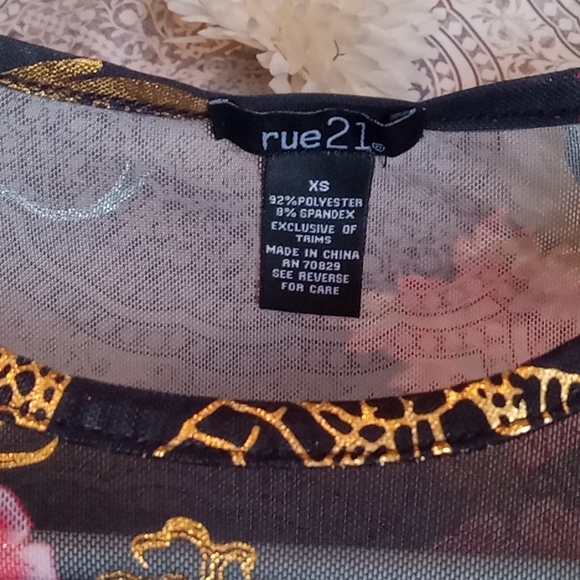 rue21
XS
92%POLYESTER
8% SPANDEX
EXCLUSIVE OF
TRIMS
MADE IN CHINA
RN 70829
SEE REVERSE
FOR CARE